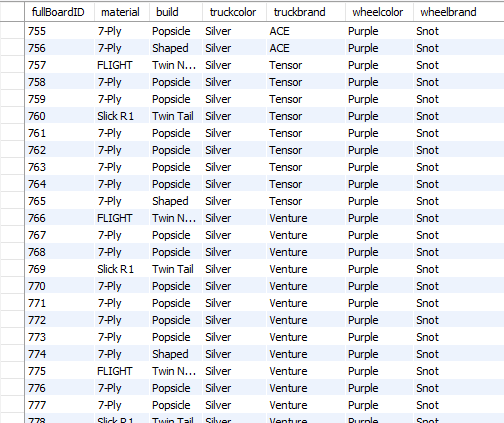 fullBoardID material build truckcolor truckbrand wheelcolor wheelbrand
755 7-Ply Popsicle Silver ACE Purple Snot
756 7-Ply Shaped Silver ACE Purple Snot
757 FLIGHT Twin N... Silver Tensor Purple Snot
758 7-Ply Popsicle Silver Tensor Purple Snot
759 7-Ply Popsicle Silver Tensor Purple Snot
760 Slick R1 Twin Tail Silver Tensor Purple Snot
761 7-Ply Popsicle Silver Tensor Purple Snot
762 7-Ply Popsicle Silver Tensor Purple Snot
763 7-Ply Popsicle Silver Tensor Purple Snot
764 7-Ply Popsicle Silver Tensor Purple Snot
765 7-Ply Shaped Silver Tensor Purple Snot
766 FLIGHT Twin N... Silver Venture Purple Snot
767 7-Ply Popsicle Silver Venture Purple Snot
768 7-Ply Popsicle Silver Venture Purple Snot
769 Slick R1 Twin Tail Silver Venture Purple Snot
770 7-Ply Popsicle Silver Venture Purple Snot
771 7-Ply Popsicle Silver Venture Purple Snot
772 7-Ply Popsicle Silver Venture Purple Snot
773 7-Ply Popsicle Silver Venture Purple Snot
774 7-Ply Shaped Silver Venture Purple Snot
775 FLIGHT Twin N... Silver Venture Purple Snot
776 7-Ply Popsicle Silver Venture Purple Snot
777 7-Ply Popsicle Silver Venture Purple Snot
778 Slick R1 Twin Tail Silver Venture Purple Snot